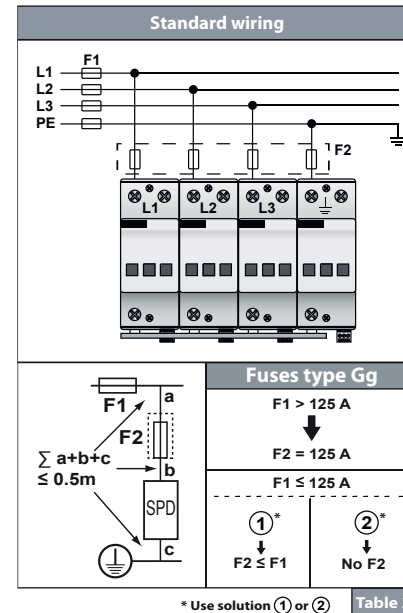 Standard wiring
F1
L1
L2
L3
PE
F2
L1 L2 L3
Fuses type Gg
F1
a
F2
∑ a+b+c
≤ 0.5m
b
SPD
c
F1 > 125 A
F2 = 125 A
F1 ≤ 125 A
1* 2*
F2 ≤ F1 No F2
* Use solution 1 or 2
Table